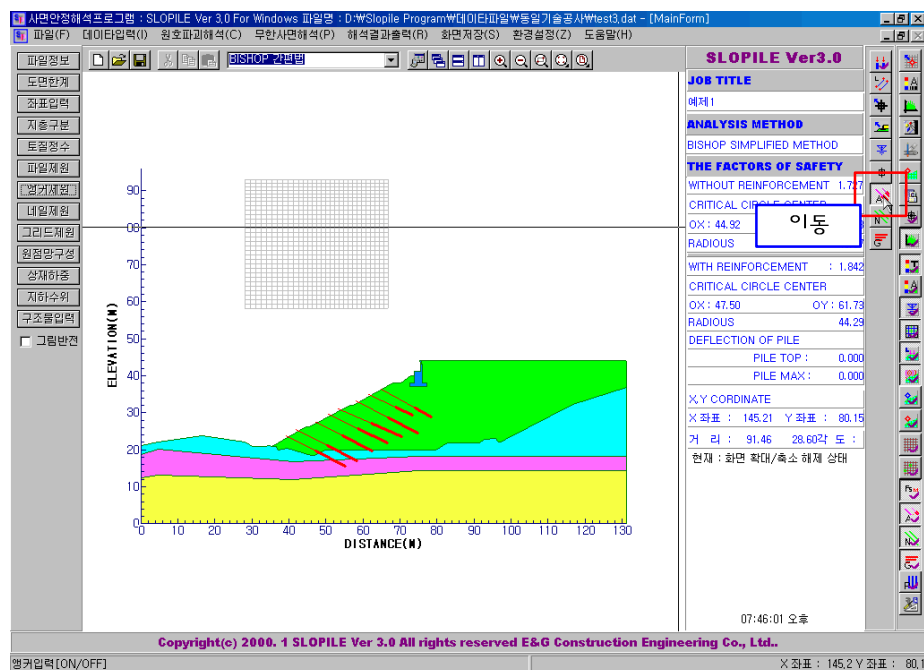 사면안정해석프로그램 : SLOPILE Ver 3,0 For Windows 파일명 : D:₩Slopile Program₩데이타파일₩동일기술공사₩test3,dat - [MainForm]
파일(F) 데이타입력(I) 원호파괴해석(C) 무한사면해석(P) 해석결과출력(R) 화면저장(S) 환경설정(Z) 도움말(H)
파일정보
도면한계
좌표입력
지층구분
토질정수
파일제원
앵커제원
네일제원
그리드제원
원점망구성
상재하중
지하수위
구조물입력
그림반전
BISHOP 간편법
ELEVATION(M)
90
80
70
60
50
40
30
20
10
0
0 10 20 30 40 50 60 70 80 90 100 110 120 130
DISTANCE(M)
SLOPILE Ver3.0
JOB TITLE
예제1
ANALYSIS METHOD
BISHOP SIMPLIFIED METHOD
THE FACTORS OF SAFETY
WITHOUT REINFORCEMENT 1.727
CRITICAL CIRCLE CENTER
OX : 44.92
RADIOUS
이동
WITH REINFORCEMENT : 1.842
CRITICAL CIRCLE CENTER
OX : 47.50 OY : 61.73
RADIOUS 44.29
DEFLECTION OF PILE
PILE TOP : 0.000
PILE MAX : 0.000
X,Y CORDINATE
X 좌표 : 145.21 Y 좌표 : 80.15
거 리 : 91.46 28.60각 도 :
현재 : 화면 확대/축소 해제 상태
07:46:01 오후
Copyright(c) 2000. 1 SLOPILE Ver 3.0 All rights reserved E&G Construction Engineering Co., Ltd..
앵커입력[ON/OFF]
X 좌표 : 145,2 Y 좌표 : 80,1